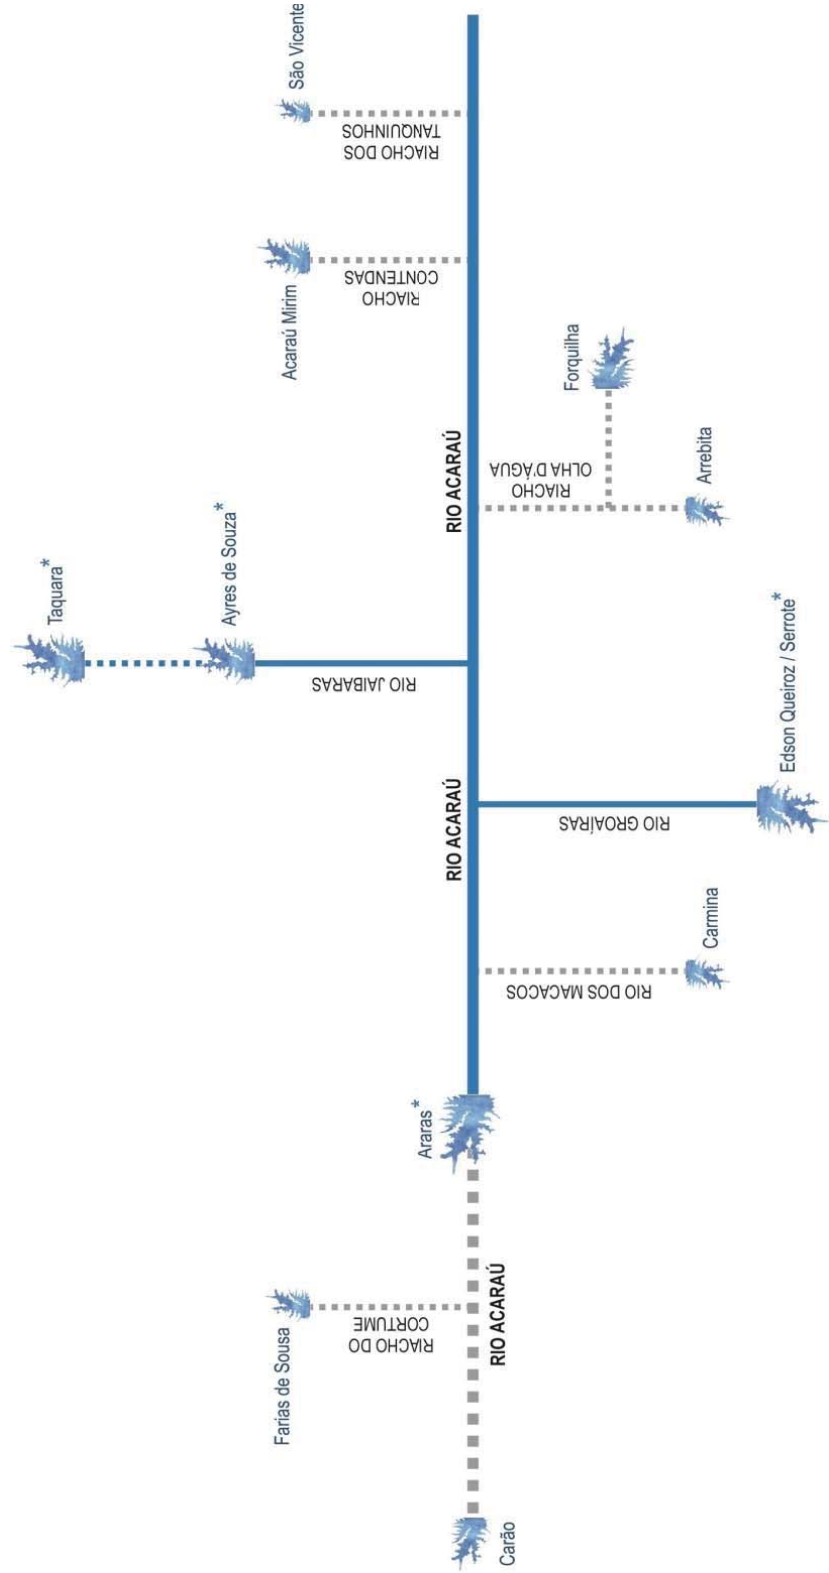 São Vicente
RIACHO DOS
TANQUINHOS
Acaraú Mirim
RIACHO
CONTENDAS
Forquilha
RIO ACARAÚ
RIACHO
OLHA D'ÁGUA
Arrebita
Taquara*
Ayres de Souza*
RIO JAIBARAS
Edson Queiroz / Serrote*
RIO ACARAÚ
RIO GROAÍRAS
Carmina
RIO DOS MACACOS
Araras*
RIO ACARAÚ
Farias de Sousa
RIACHO DO
CORTUME
Carão